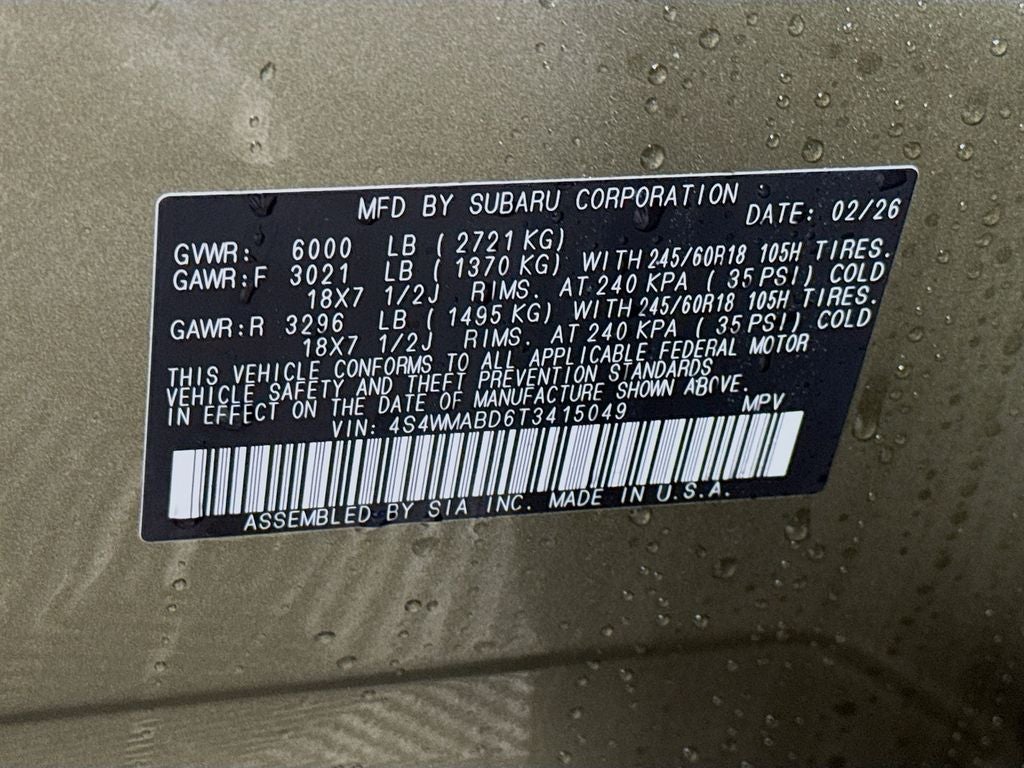 MFD BY SUBARU CORPORATION DATE: 02/26
GVWR: 6000 LB ( 2721 KG)
GAWR:F 3021 LB ( 1370 KG) WITH 245/60R18 105H TIRES.
18X7 1/2J RIMS. AT 240 KPA ( 35 PSI) COLD
GAWR:R 3296 LB ( 1495 KG) WITH 245/60R18 105H TIRES.
18X7 1/2J RIMS. AT 240 KPA ( 35 PSI) COLD
THIS VEHICLE CONFORMS TO ALL APPLICABLE FEDERAL MOTOR
VEHICLE SAFETY AND THEFT PREVENTION STANDARDS
IN EFFECT ON THE DATE OF MANUFACTURE SHOWN ABOVE.
VIN: 4S4WMABD6T3415049 MPV
ASSEMBLED BY SIA INC. MADE IN U.S.A.